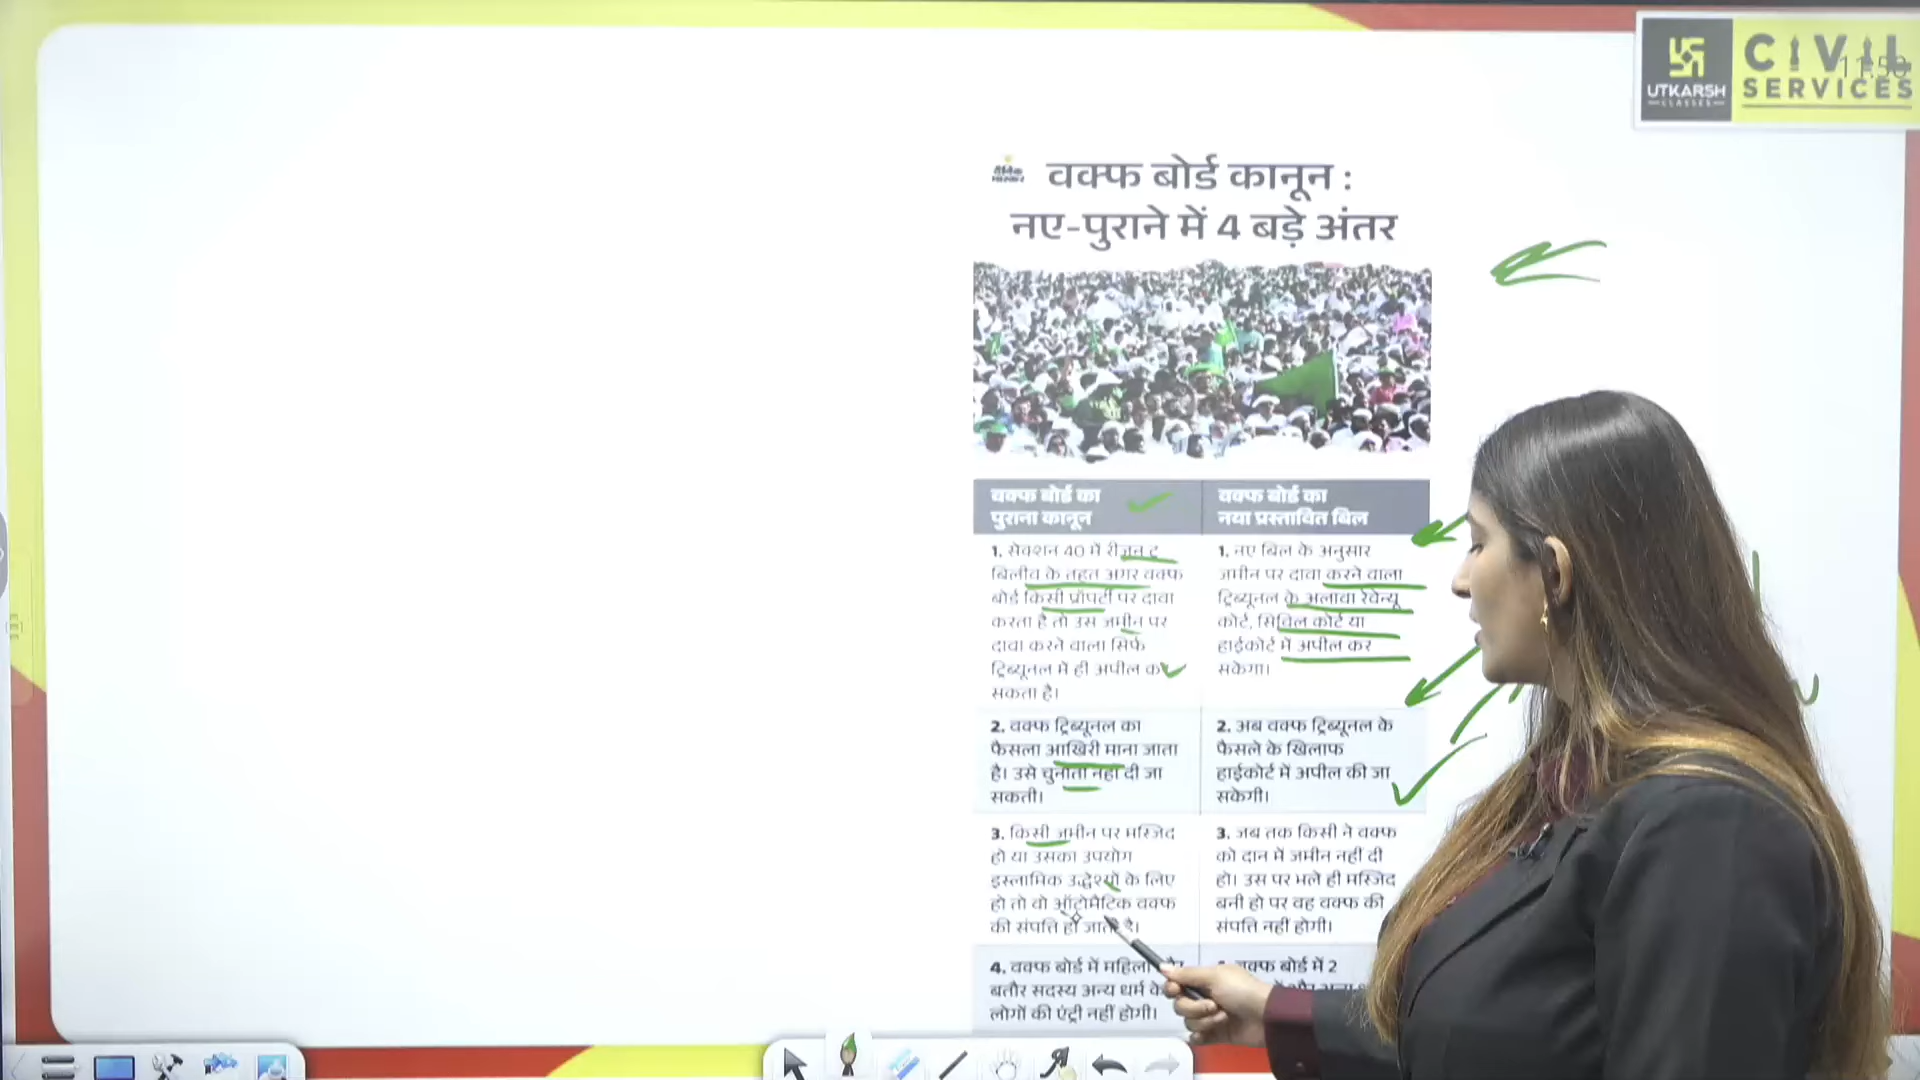 UTKARSH
CLASSES
CIVIL
SERVICES
दैनिक
भास्कर
वक्फ बोर्ड कानून :
नए-पुराने में 4 बड़े अंतर
वक्फ बोर्ड का
पुराना कानून
1. सेक्शन 40 में रीजन टू
बिलीव के तहत अगर वक्फ
बोर्ड किसी प्रॉपर्टी पर दावा
करता है तो उस जमीन पर
दावा करने वाला सिर्फ
ट्रिब्यूनल में ही अपील कर
सकता है।
2. वक्फ ट्रिब्यूनल का
फैसला आखिरी माना जाता
है। उसे चुनौती नहीं दी जा
सकती।
3. किसी जमीन पर मस्जिद
हो या उसका उपयोग
इस्लामिक उद्धेश्यों के लिए
हो तो वो ऑटोमैटिक वक्फ
की संपत्ति हो जाती है।
4. वक्फ बोर्ड में महिला
बतौर सदस्य अन्य धर्म के
लोगों की एंट्री नहीं होगी।
वक्फ बोर्ड का
नया प्रस्तावित बिल
1. नए बिल के अनुसार
जमीन पर दावा करने वाला
ट्रिब्यूनल के अलावा रेवेन्यू
कोर्ट, सिविल कोर्ट या
हाईकोर्ट में अपील कर
सकेगा।
2. अब वक्फ ट्रिब्यूनल के
फैसले के खिलाफ
हाईकोर्ट में अपील की जा
सकेगी।
3. जब तक किसी ने वक्फ
को दान में जमीन नहीं दी
हो। उस पर भले ही मस्जिद
बनी हो पर वह वक्फ की
संपत्ति नहीं होगी।
वक्फ बोर्ड में 2